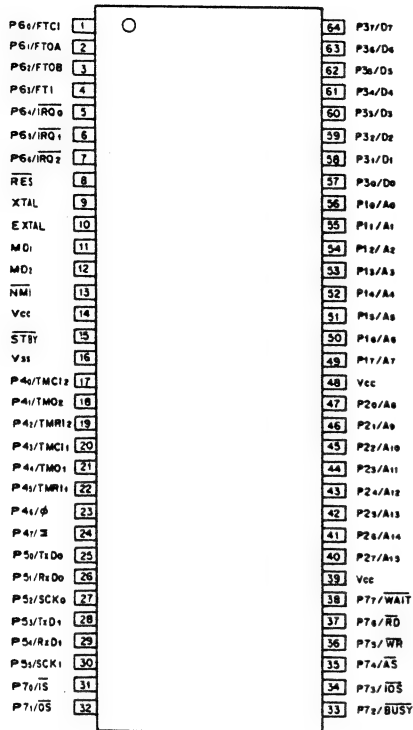 P60/FTCI 1
P61/FTOA 2
P62/FTOB 3
P63/FTI 4
P64/IRQ0 5
P65/IRQ1 6
P66/IRQ2 7
RES 8
XTAL 9
EXTAL 10
MD1 11
MD2 12
NMI 13
Vcc 14
STBY 15
Vss 16
P40/TMCI2 17
P41/TMO2 18
P42/TMRI2 19
P43/TMCI1 20
P44/TMO1 21
P45/TMRI1 22
P46/ϕ 23
P47/ 24
P50/TxD0 25
P51/RxD0 26
P52/SCK0 27
P53/TxD1 28
P54/RxD1 29
P55/SCK1 30
P70/IS 31
P71/OS 32
64 P37/D7
63 P36/D6
62 P35/D5
61 P34/D4
60 P33/D3
59 P32/D2
58 P31/D1
57 P30/D0
56 P10/A0
55 P11/A1
54 P12/A2
53 P13/A3
52 P14/A4
51 P15/A5
50 P16/A6
49 P17/A7
48 Vcc
47 P20/A8
46 P21/A9
45 P22/A10
44 P23/A11
43 P24/A12
42 P25/A13
41 P26/A14
40 P27/A15
39 Vcc
38 P77/WAIT
37 P76/RD
36 P75/WR
35 P74/AS
34 P73/IOS
33 P72/BUSY